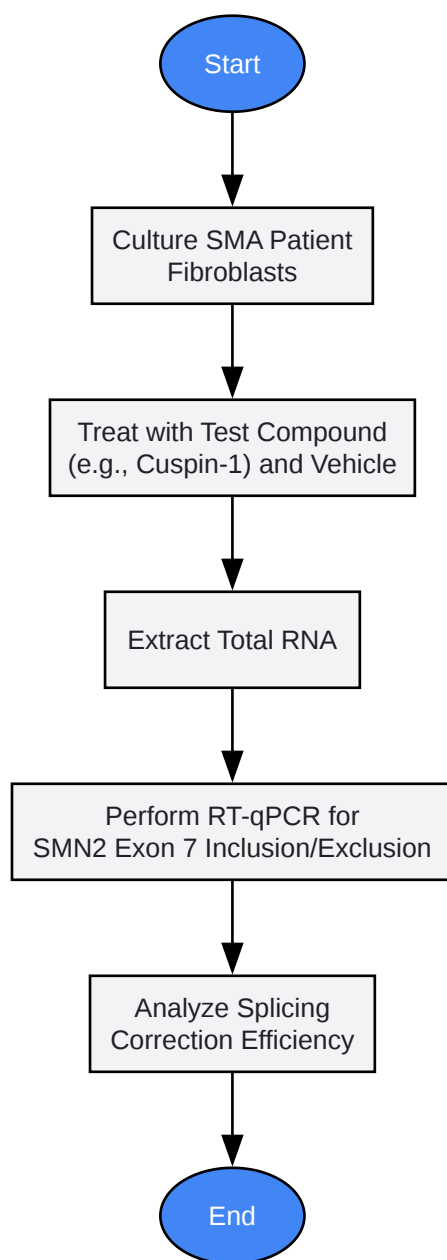 Start
Culture SMA Patient
Fibroblasts
Treat with Test Compound
(e.g., Cuspin-1) and Vehicle
Extract Total RNA
Perform RT-qPCR for
SMN2 Exon 7 Inclusion/Exclusion
Analyze Splicing
Correction Efficiency
End